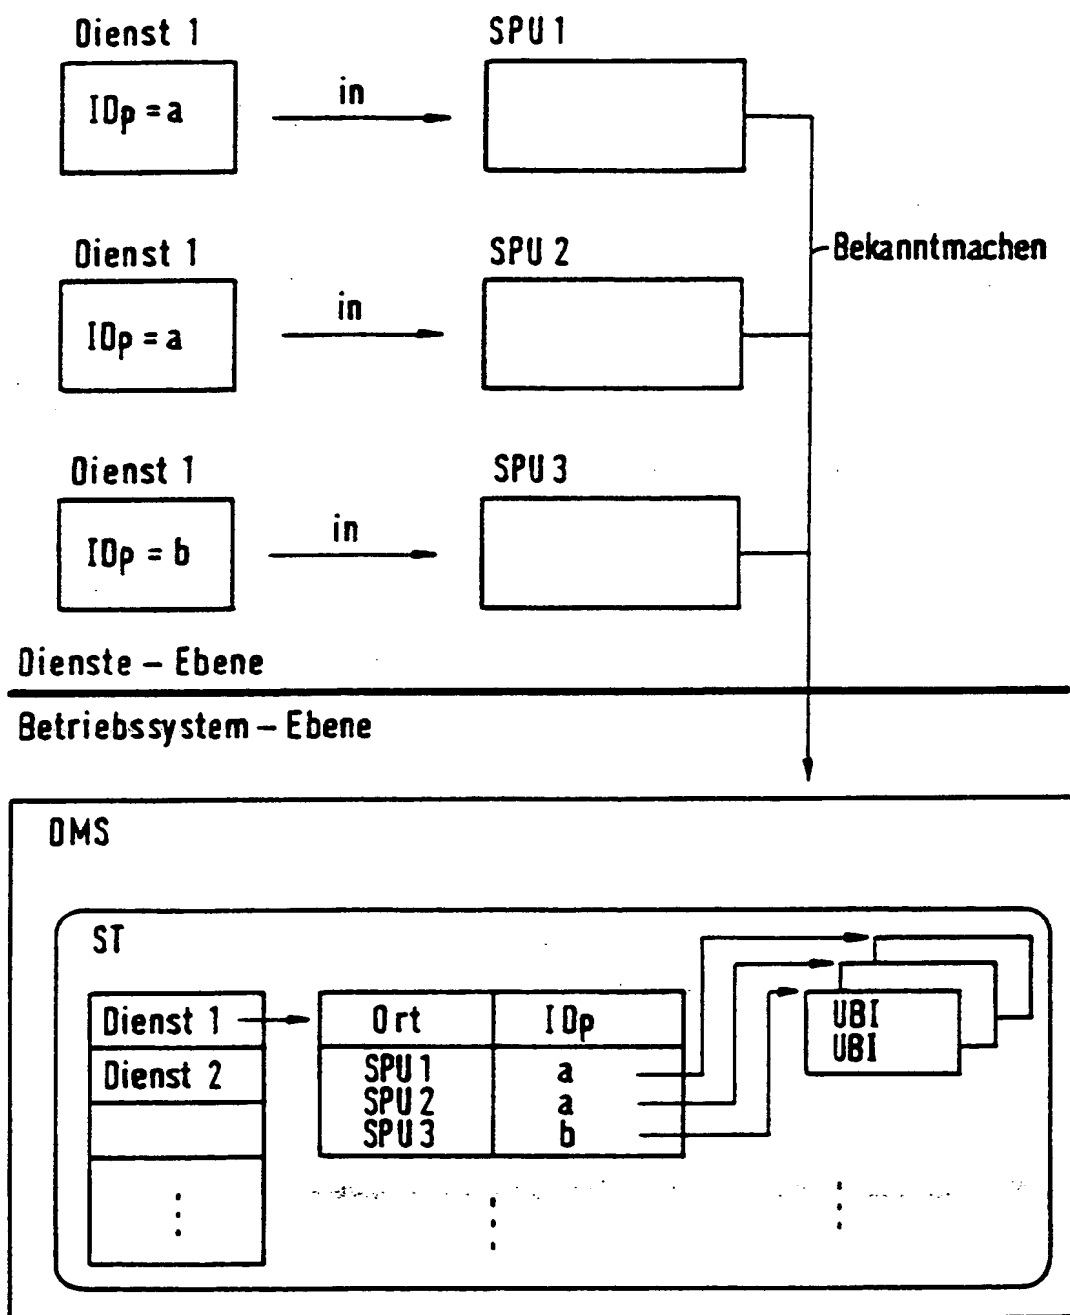 Dienst 1
SPU 1
IDp = a
in
Dienst 1
SPU 2
Bekanntmachen
IDp = a
in
Dienst 1
SPU 3
IDp = b
in
Dienste – Ebene
Betriebssystem – Ebene
DMS
ST
Dienst 1
Ort
IDp
UBI
UBI
Dienst 2
SPU 1
a
SPU 2
a
SPU 3
b